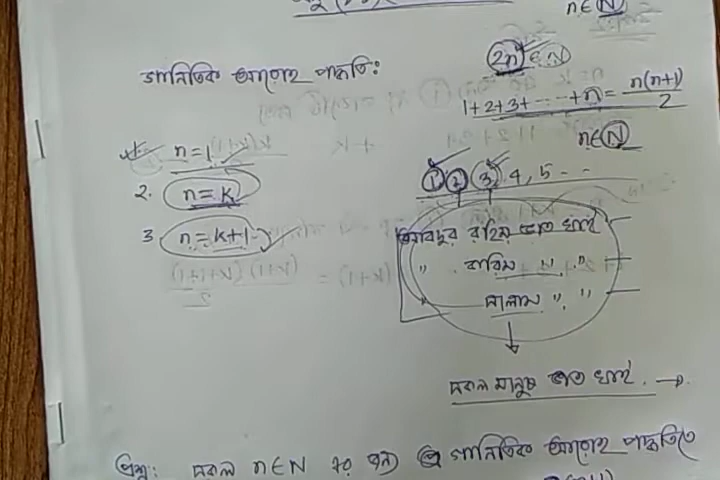 n∈N
গানিতিক আরোহ পদ্ধতি:
2n ∈ N
1+2+3+ - - - +n = n(n+1)/2
n∈N
n=1
2. n=k
3. n=k+1
1 2 3, 4, 5 - - -
আবদুর রহিম ভাত খায়
" করিম " "
" সালাম " "
সকল মানুষ ভাত খায়. →
প্রশ্ন: সকল n∈N এর জন্য গানিতিক আরোহ পদ্ধতিতে